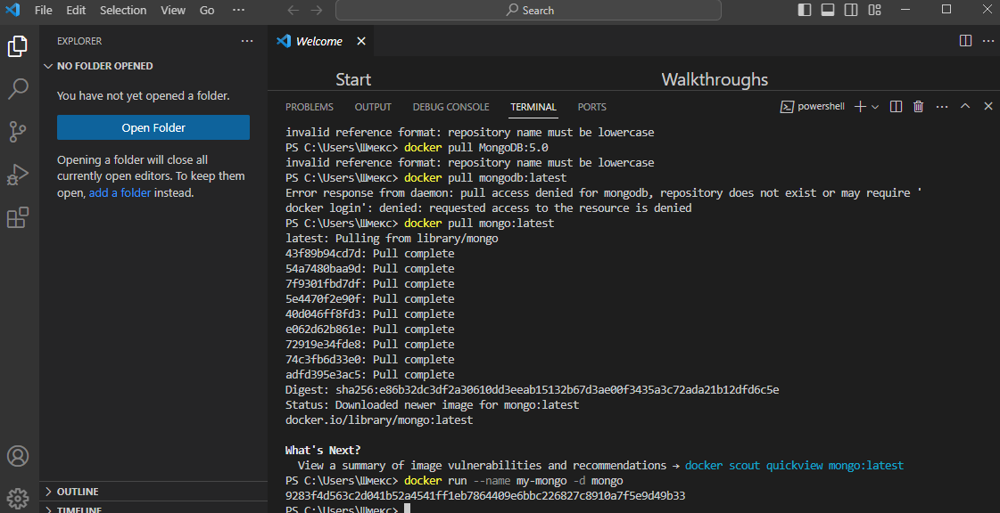 File Edit Selection View Go ···
Search
EXPLORER ···
NO FOLDER OPENED
You have not yet opened a folder.
Open Folder
Opening a folder will close all
currently open editors. To keep them
open, add a folder instead.
OUTLINE
TIMELINE
Welcome
Start
Walkthroughs
PROBLEMS OUTPUT DEBUG CONSOLE TERMINAL PORTS
powershell
invalid reference format: repository name must be lowercase
PS C:\Users\Шмекс> docker pull MongoDB:5.0
invalid reference format: repository name must be lowercase
PS C:\Users\Шмекс> docker pull mongodb:latest
Error response from daemon: pull access denied for mongodb, repository does not exist or may require '
docker login': denied: requested access to the resource is denied
PS C:\Users\Шмекс> docker pull mongo:latest
latest: Pulling from library/mongo
43f89b94cd7d: Pull complete
54a7480baa9d: Pull complete
7f9301fbd7df: Pull complete
5e4470f2e90f: Pull complete
40d046ff8fd3: Pull complete
e062d62b861e: Pull complete
72919e34fde8: Pull complete
74c3fb6d33e0: Pull complete
adfd395e3ac5: Pull complete
Digest: sha256:e86b32dc3df2a30610dd3eeab15132b67d3ae00f3435a3c72ada21b12dfd6c5e
Status: Downloaded newer image for mongo:latest
docker.io/library/mongo:latest
What's Next?
View a summary of image vulnerabilities and recommendations → docker scout quickview mongo:latest
PS C:\Users\Шмекс> docker run --name my-mongo -d mongo
9283f4d563c2d041b52a4541ff1eb7864409e6bbc226827c8910a7f5e9d49b33
PS C:\Users\Шмекс>